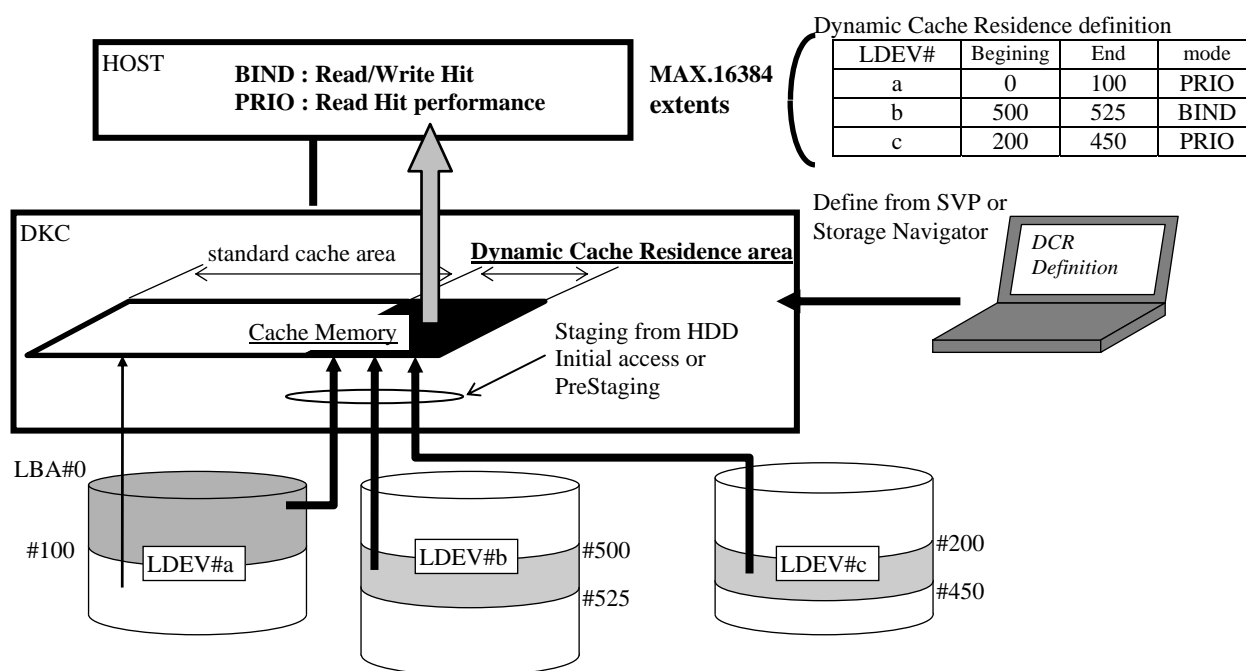 Dynamic Cache Residence definition
LDEV# Begining End mode
a 0 100 PRIO
b 500 525 BIND
c 200 450 PRIO
HOST
BIND : Read/Write Hit
PRIO : Read Hit performance
MAX.16384
extents
DKC
standard cache area
Dynamic Cache Residence area
Define from SVP or
Storage Navigator
DCR
Definition
Cache Memory
Staging from HDD
Initial access or
PreStaging
LBA#0
#100
LDEV#a
LDEV#b
#500
#525
LDEV#c
#200
#450